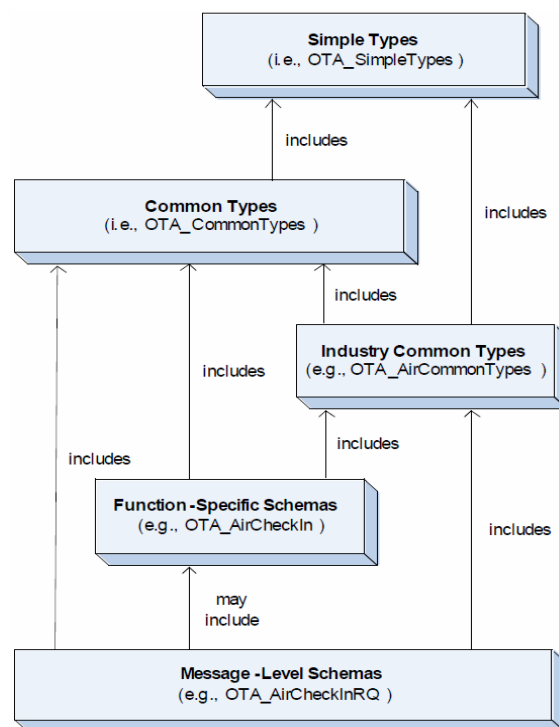 Simple Types
(i.e., OTA_SimpleTypes )
includes
Common Types
(i.e., OTA_CommonTypes )
includes
includes
Industry Common Types
(e.g., OTA_AirCommonTypes )
includes
includes
includes
Function -Specific Schemas
(e.g., OTA_AirCheckIn)
includes
may
include
Message -Level Schemas
(e.g., OTA_AirCheckInRQ )